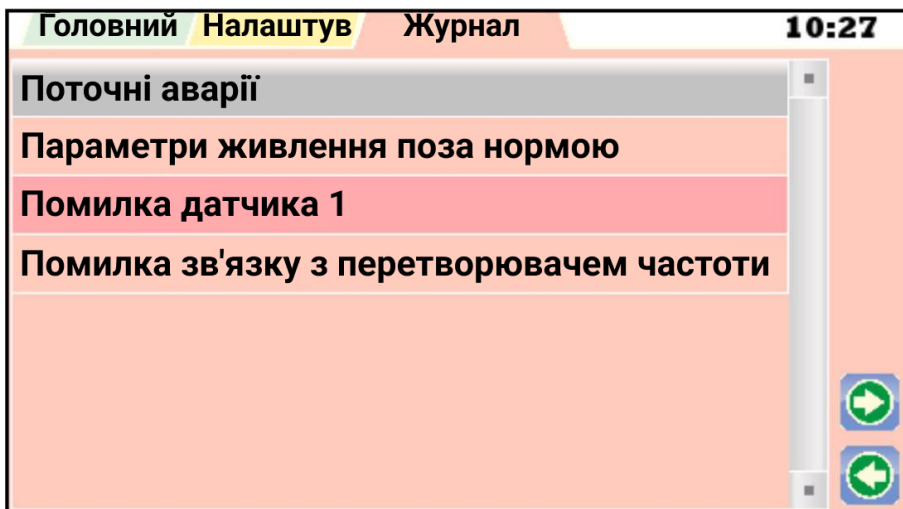 Головний Налаштув Журнал 10:27
Поточні аварії
Параметри живлення поза нормою
Помилка датчика 1
Помилка зв'язку з перетворювачем частоти